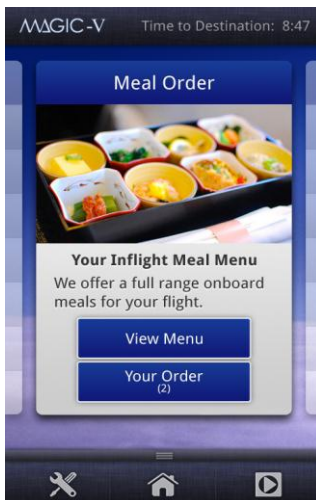 MAGIC-V Time to Destination: 8:47
Meal Order
Your Inflight Meal Menu
We offer a full range onboard
meals for your flight.
View Menu
Your Order
(2)